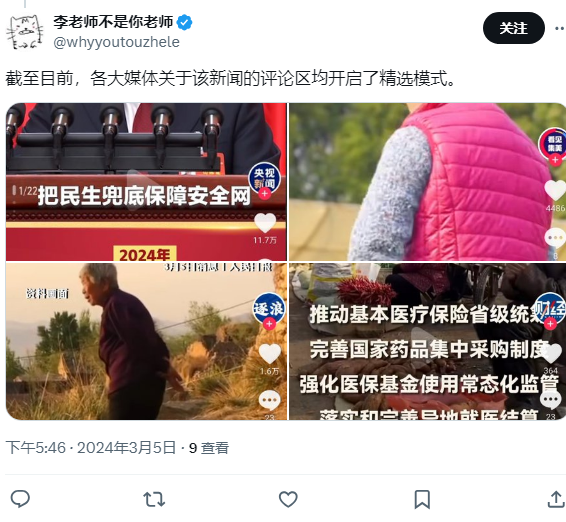 李老师不是你老师
@whyyoutouzhele
关注
截至目前，各大媒体关于该新闻的评论区均开启了精选模式。
1/22
把民生兜底保障安全网
央视
新闻
11.7万
2024年
看见
集美
4486
0
资料画面
逐浪
1.6万
23
推动基本医疗保险省级统
完善国家药品集中采购制度
强化医保基金使用常态化监管
落实和完善异地就医结算
财经
364
23
下午5:46 · 2024年3月5日 · 9 查看